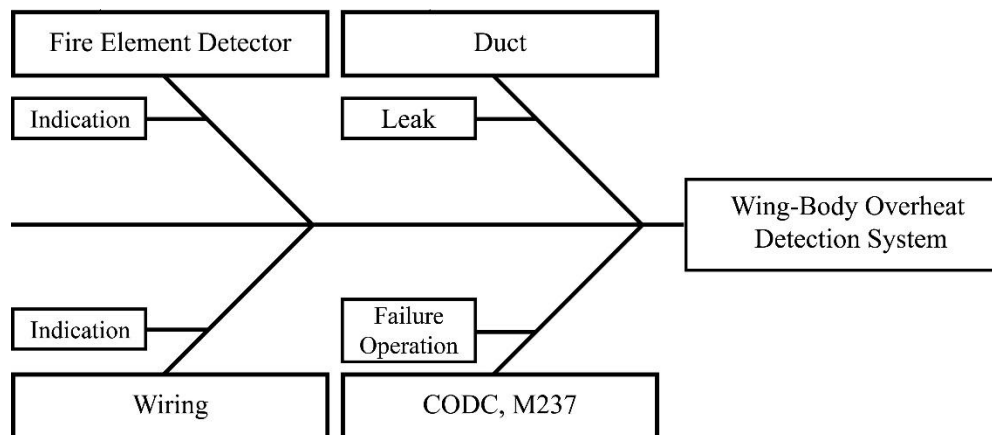 Fire Element Detector
Duct
Indication
Leak
Wing-Body Overheat
Detection System
Indication
Failure
Operation
Wiring
CODC, M237